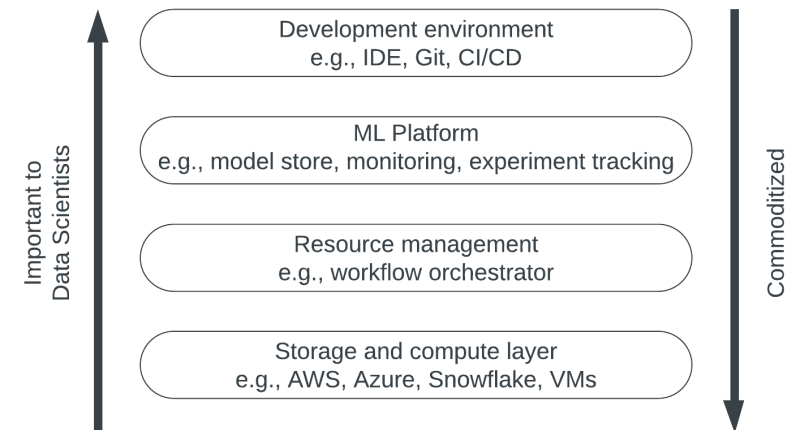 Development environment
e.g., IDE, Git, CI/CD
ML Platform
e.g., model store, monitoring, experiment tracking
Resource management
e.g., workflow orchestrator
Storage and compute layer
e.g., AWS, Azure, Snowflake, VMs
Important to
Data Scientists
Commoditized